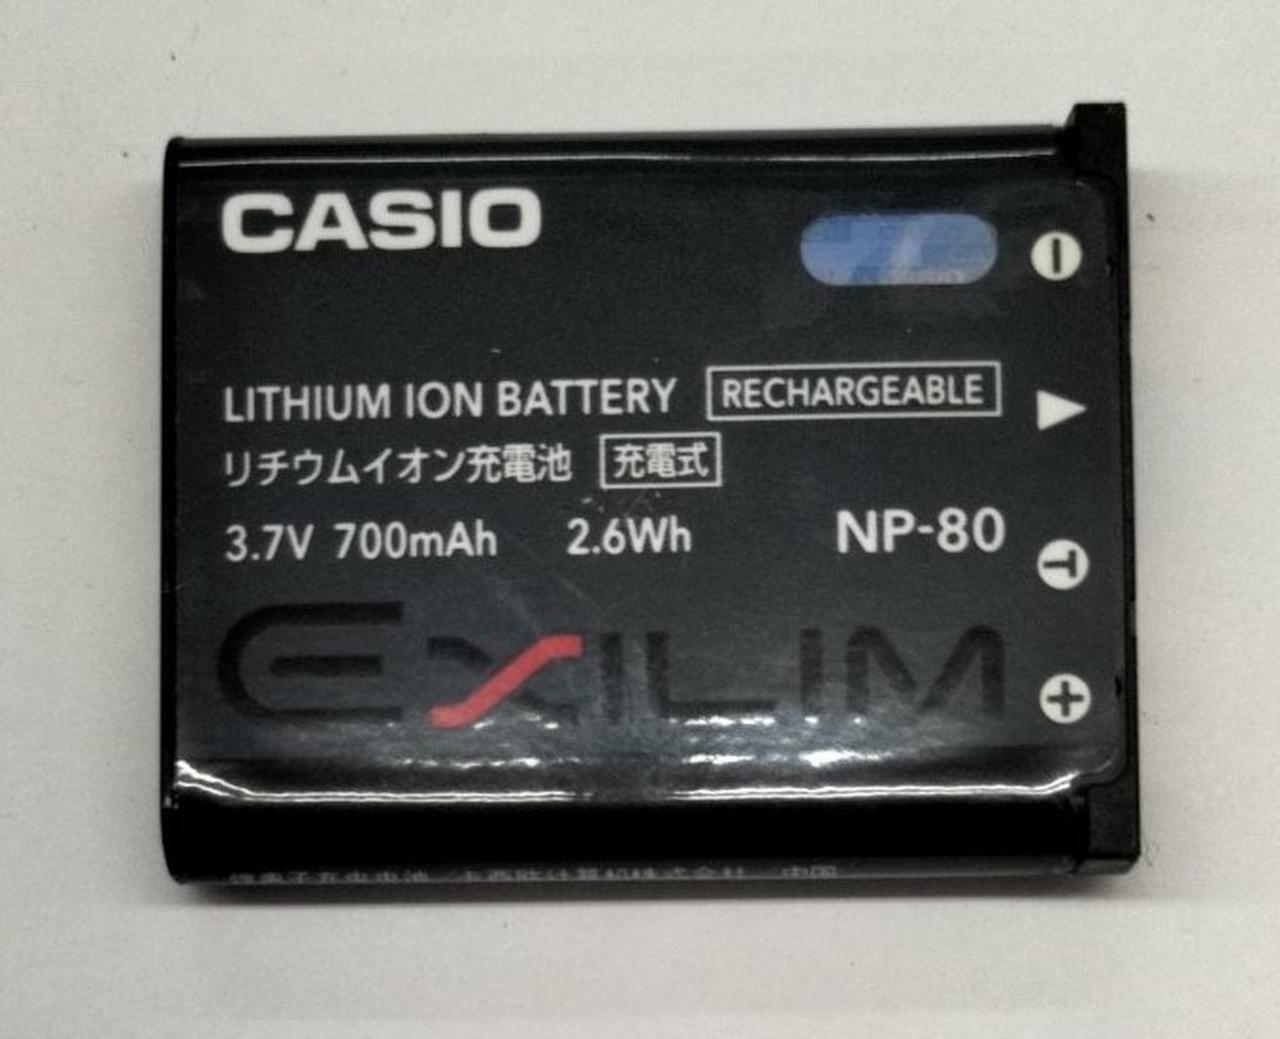 CASIO
LITHIUM ION BATTERY RECHARGEABLE
リチウムイオン充電池 充電式
3.7V 700mAh 2.6Wh NP-80
T
EXILIM